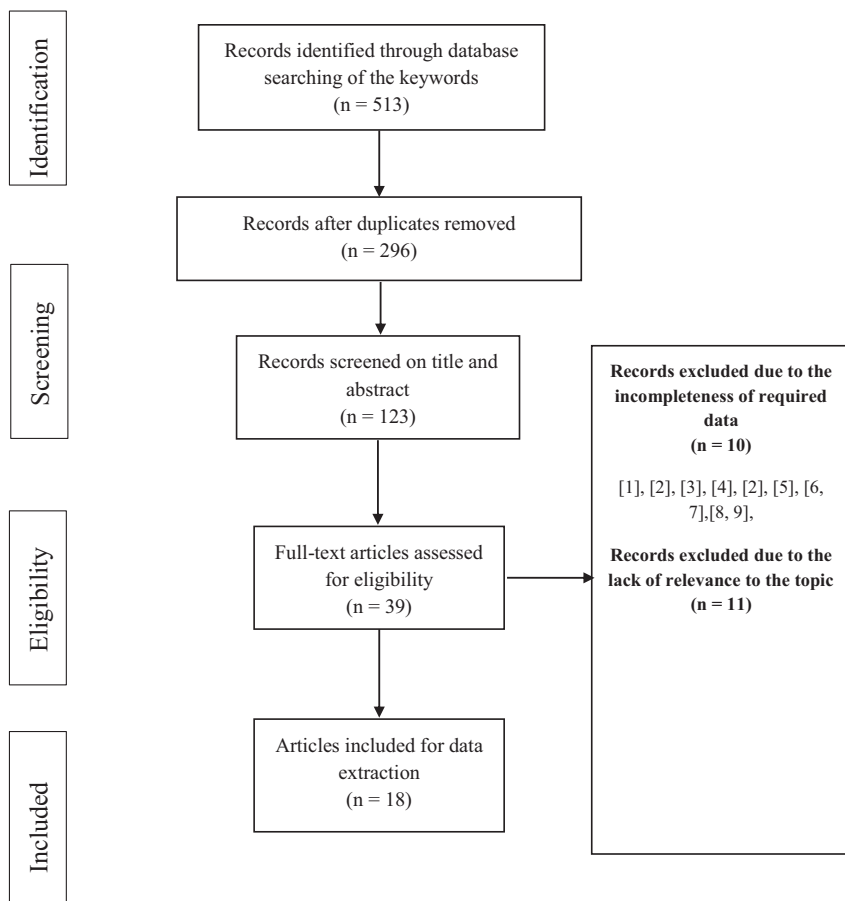 Identification
Records identified through database
searching of the keywords
(n = 513)
Records after duplicates removed
(n = 296)
Screening
Records screened on title and
abstract
(n = 123)
Records excluded due to the
incompleteness of required
data
(n = 10)
[1], [2], [3], [4], [2], [5], [6,
7],[8, 9],
Records excluded due to the
lack of relevance to the topic
(n = 11)
Eligibility
Full-text articles assessed
for eligibility
(n = 39)
Included
Articles included for data
extraction
(n = 18)